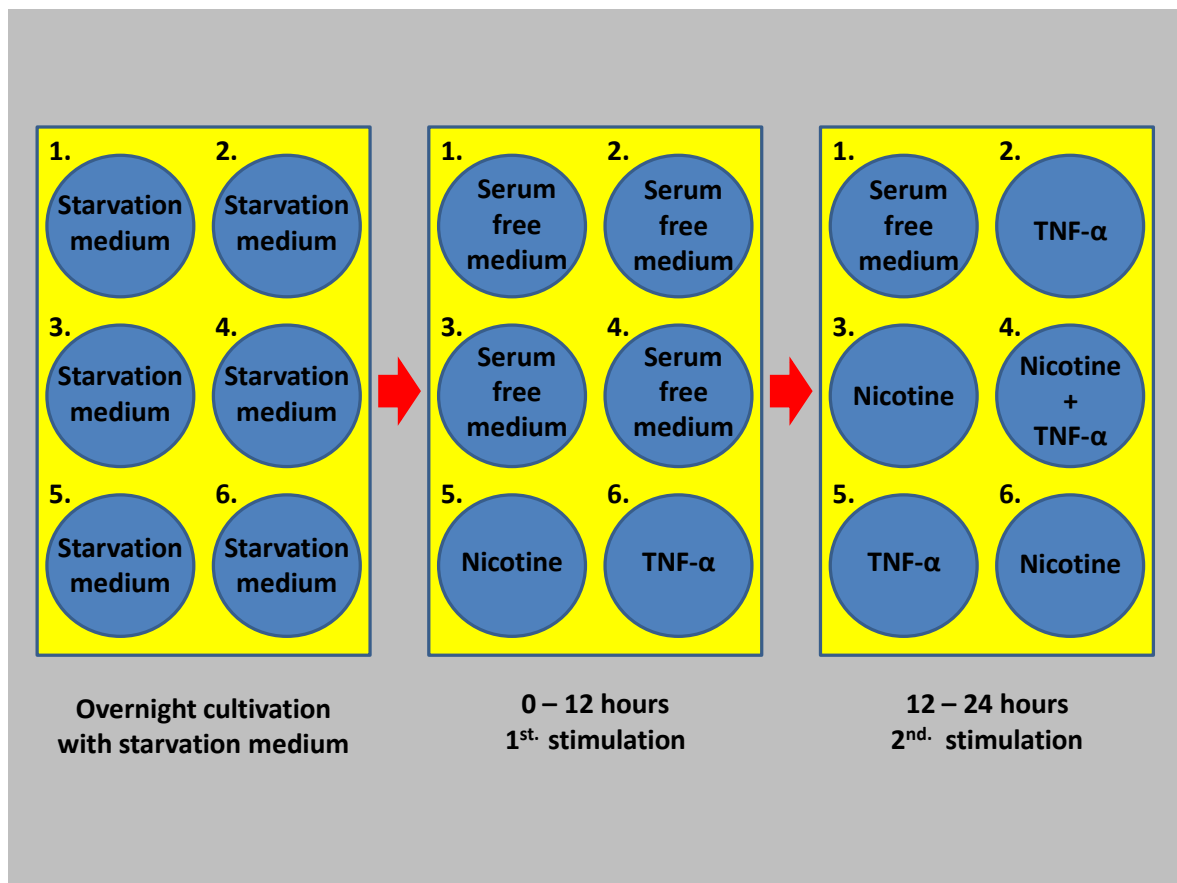 1.
Starvation
medium
2.
Starvation
medium
3.
Starvation
medium
4.
Starvation
medium
5.
Starvation
medium
6.
Starvation
medium
Overnight cultivation
with starvation medium
1.
Serum
free
medium
2.
Serum
free
medium
3.
Serum
free
medium
4.
Serum
free
medium
5.
Nicotine
6.
TNF-α
0 – 12 hours
1st. stimulation
1.
Serum
free
medium
2.
TNF-α
3.
Nicotine
4.
Nicotine
+
TNF-α
5.
TNF-α
6.
Nicotine
12 – 24 hours
2nd. stimulation